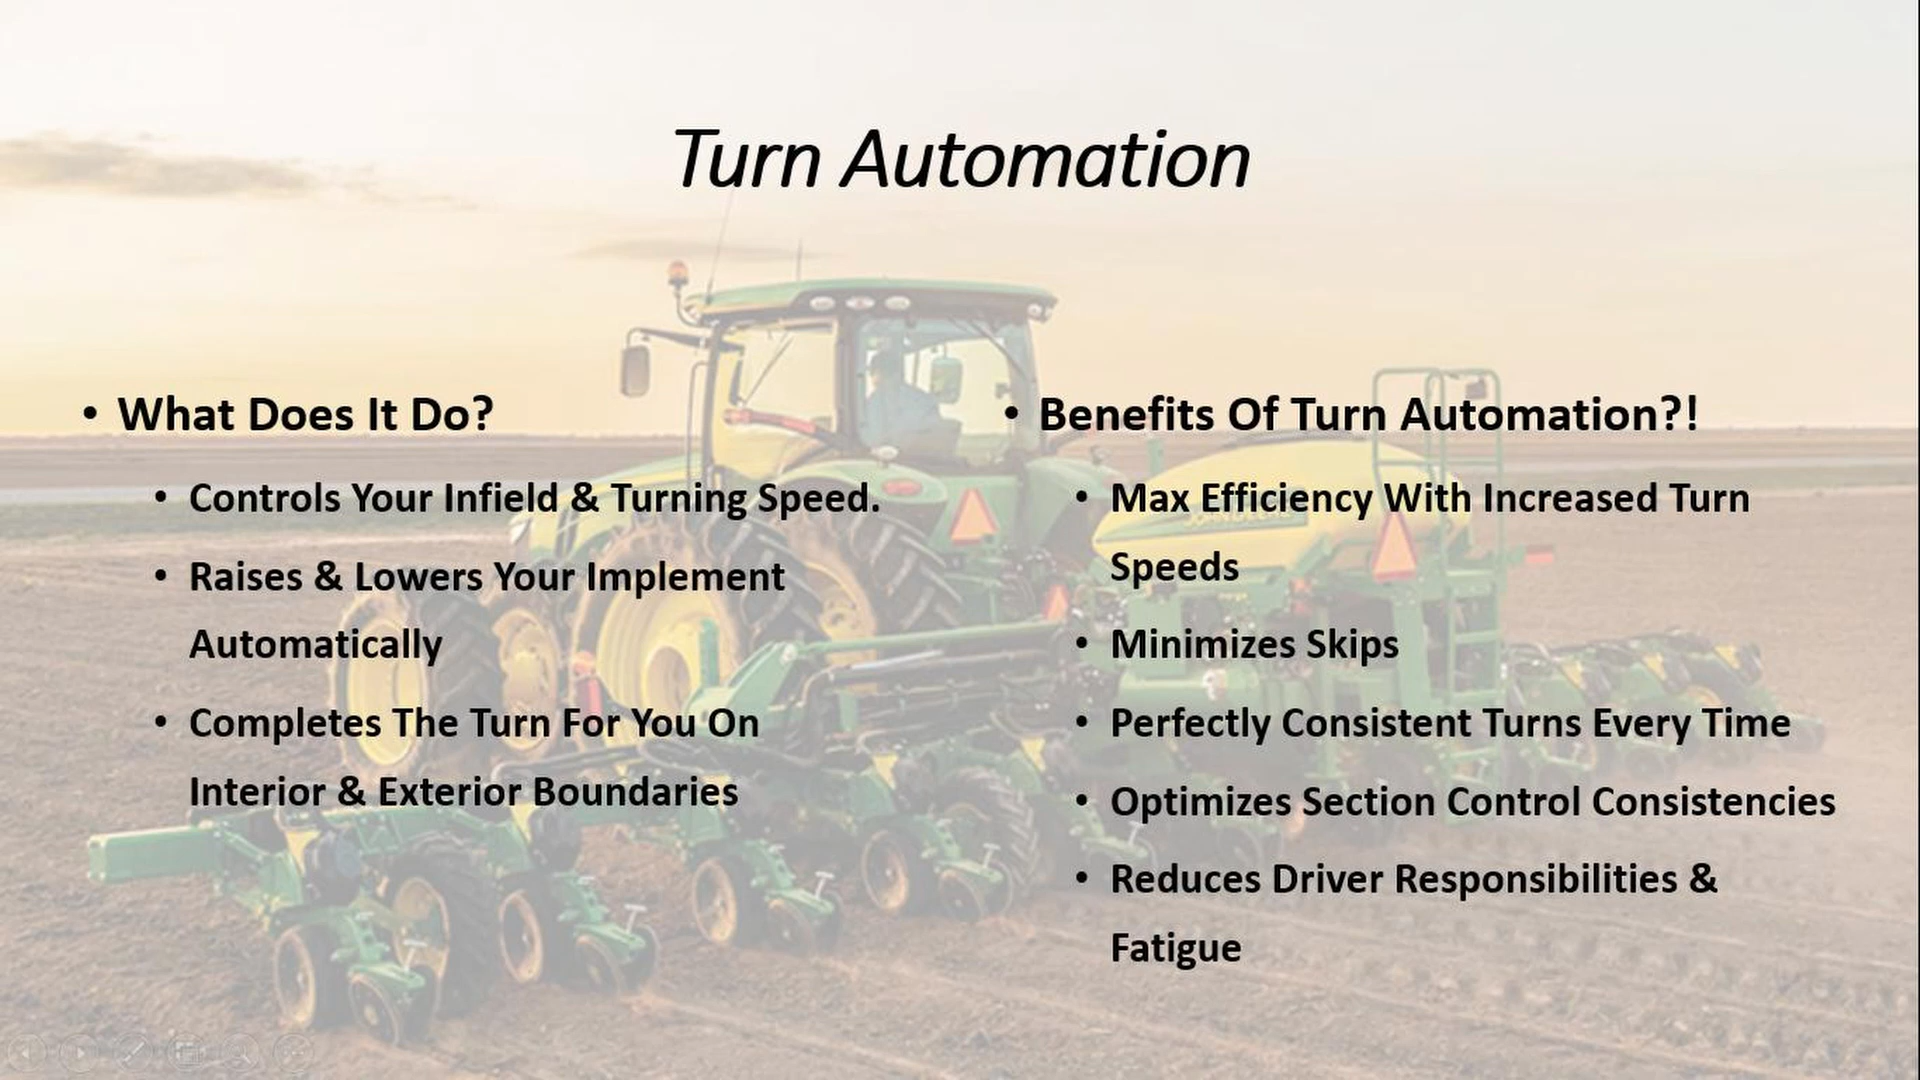 Turn Automation
• What Does It Do?
• Controls Your Infield & Turning Speed.
• Raises & Lowers Your Implement
Automatically
• Completes The Turn For You On
Interior & Exterior Boundaries
• Benefits Of Turn Automation?!
• Max Efficiency With Increased Turn
Speeds
• Minimizes Skips
• Perfectly Consistent Turns Every Time
• Optimizes Section Control Consistencies
• Reduces Driver Responsibilities &
Fatigue